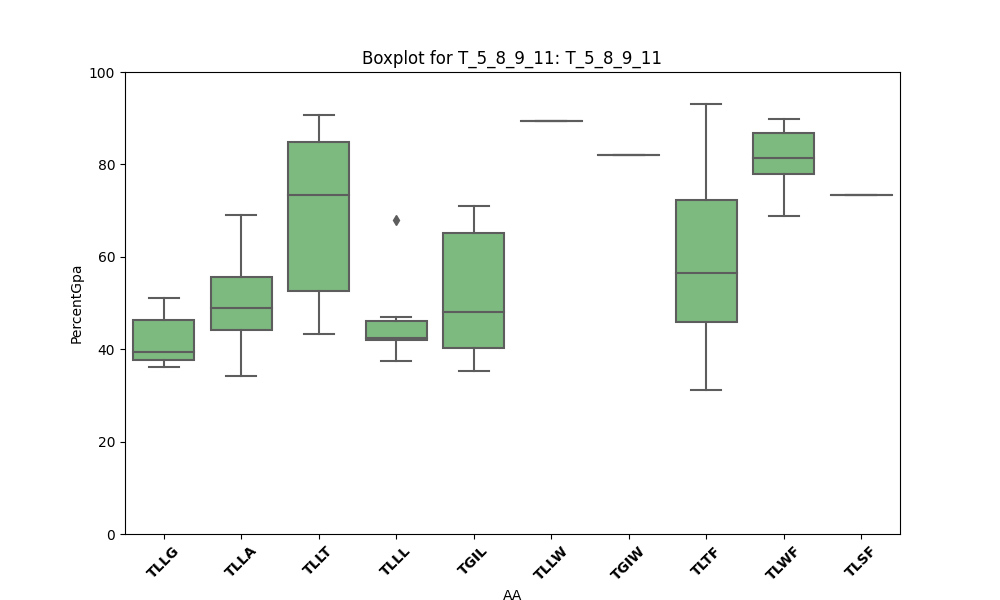 Boxplot for T_5_8_9_11: T_5_8_9_11
PercentGpa
100
80
60
40
20
0
TLLG TLLA TLLT TLLL TGIL TLLW TGIW TLTF TLWF TLSF
AA